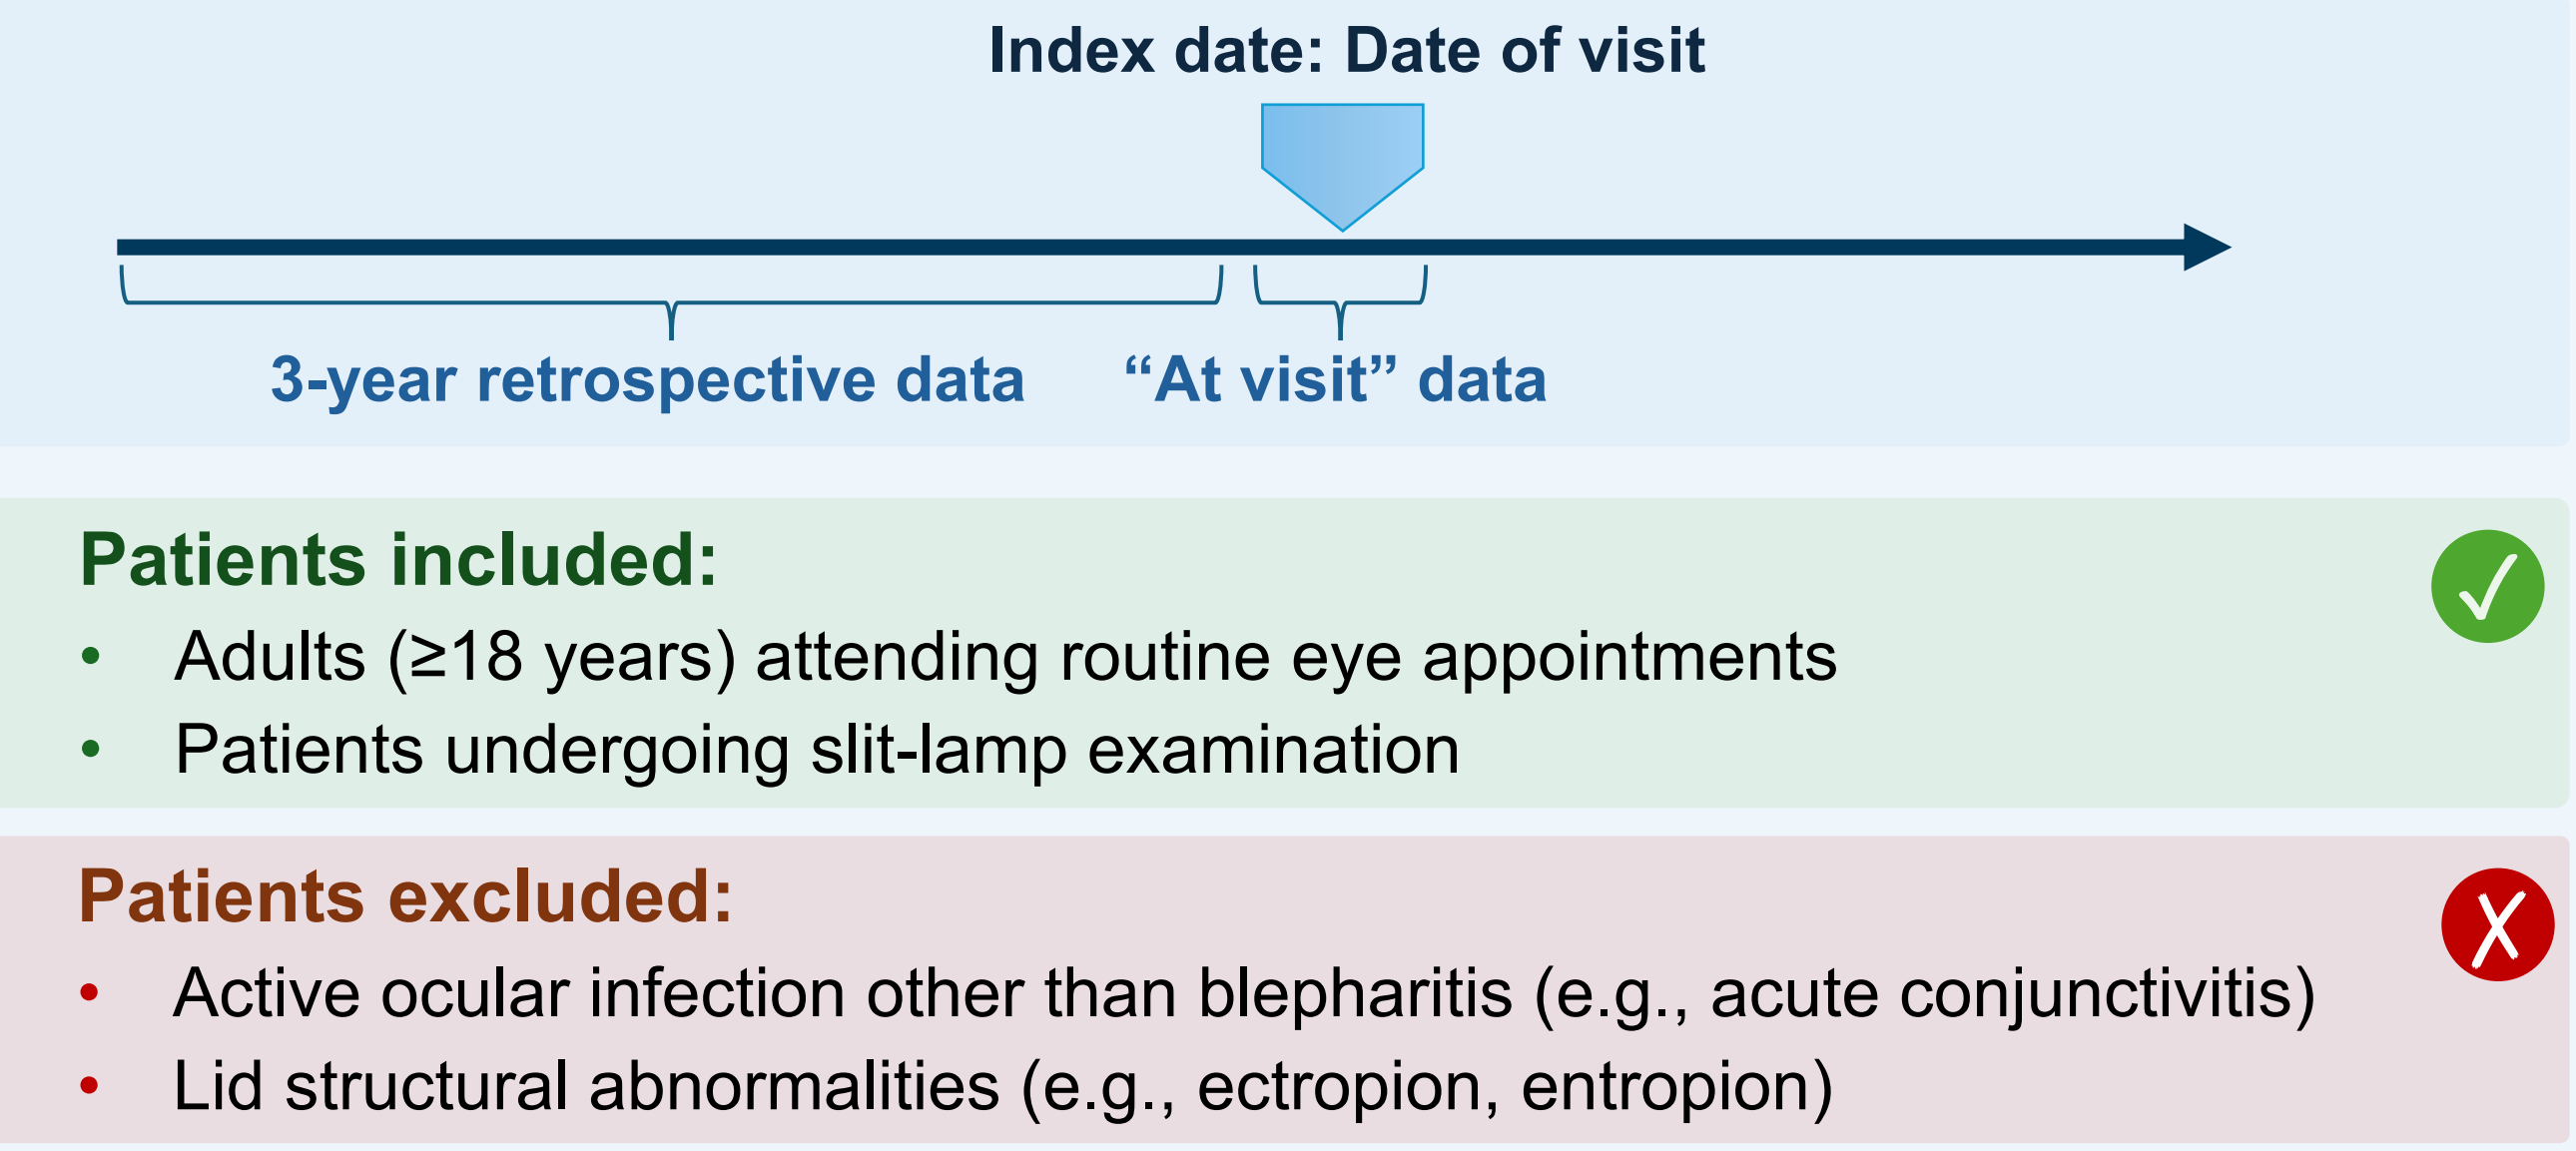 Index date: Date of visit
3-year retrospective data
“At visit” data
Patients included:
• Adults (≥18 years) attending routine eye appointments
• Patients undergoing slit-lamp examination
Patients excluded:
• Active ocular infection other than blepharitis (e.g., acute conjunctivitis)
• Lid structural abnormalities (e.g., ectropion, entropion)